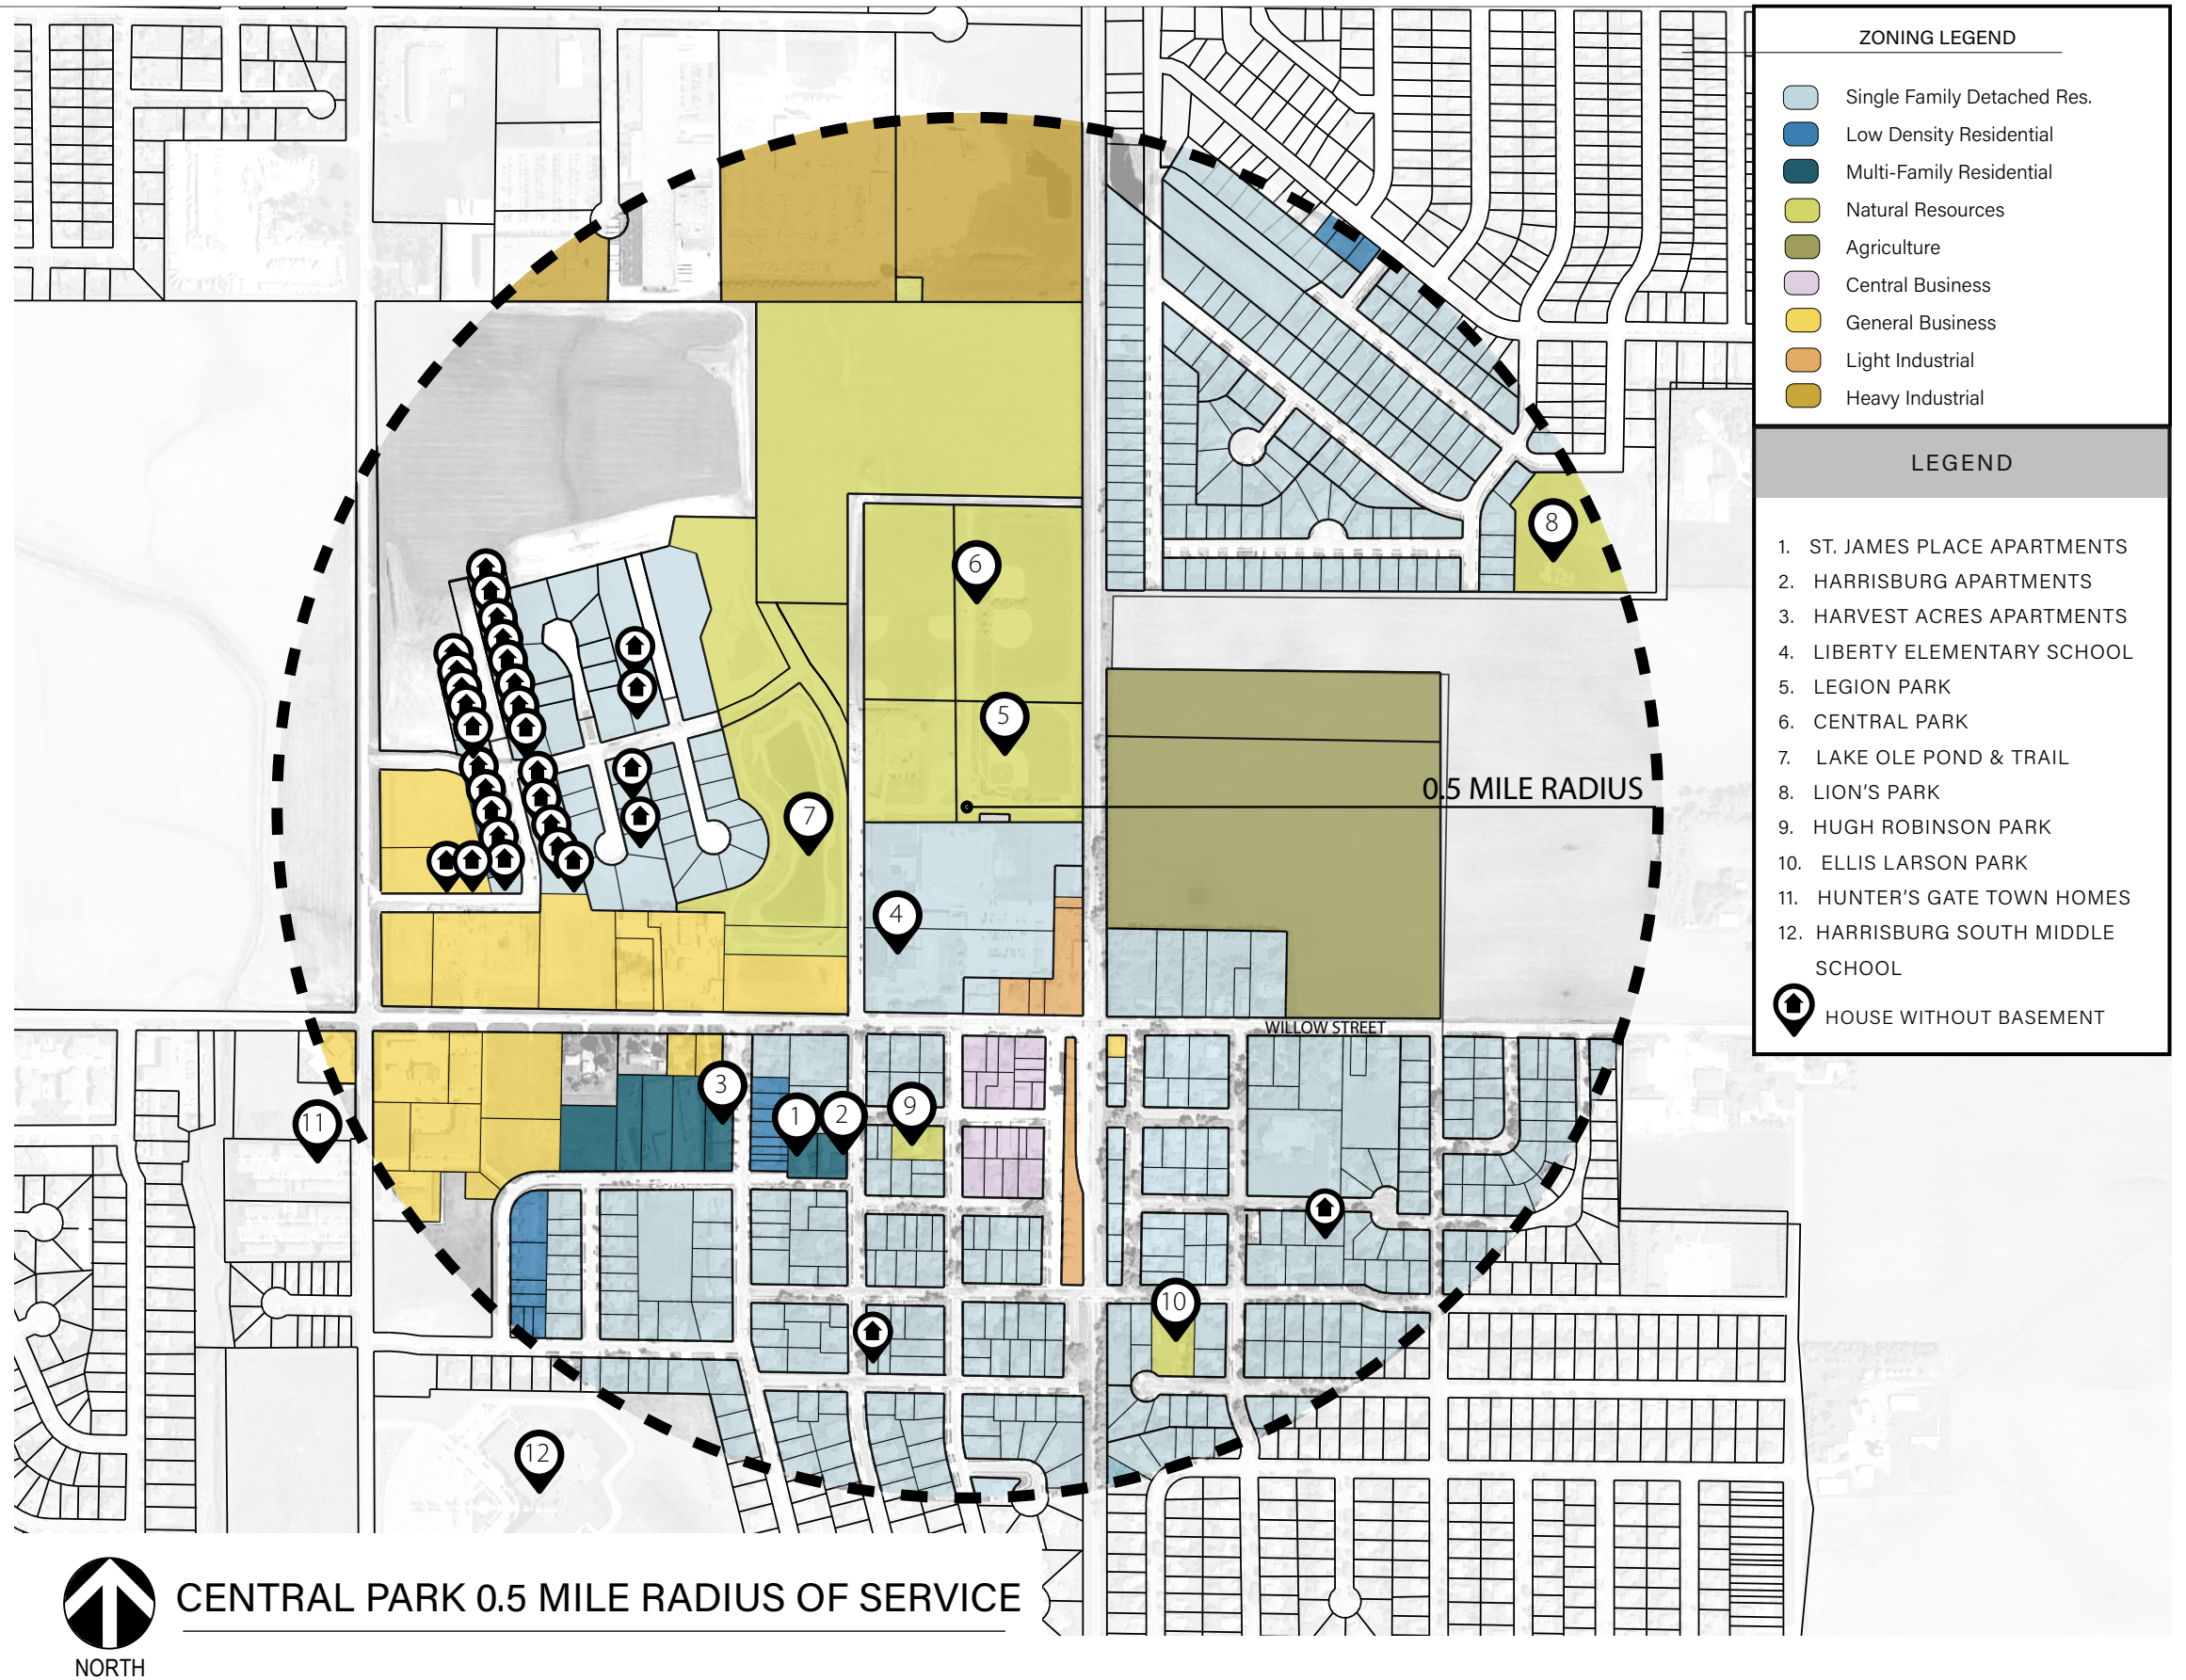 ZONING LEGEND
Single Family Detached Res.
Low Density Residential
Multi-Family Residential
Natural Resources
Agriculture
Central Business
General Business
Light Industrial
Heavy Industrial
LEGEND
1. ST. JAMES PLACE APARTMENTS
2. HARRISBURG APARTMENTS
3. HARVEST ACRES APARTMENTS
4. LIBERTY ELEMENTARY SCHOOL
5. LEGION PARK
6. CENTRAL PARK
7. LAKE OLE POND & TRAIL
8. LION'S PARK
9. HUGH ROBINSON PARK
10. ELLIS LARSON PARK
11. HUNTER'S GATE TOWN HOMES
12. HARRISBURG SOUTH MIDDLE
SCHOOL
HOUSE WITHOUT BASEMENT
8
6
5
0.5 MILE RADIUS
7
4
WILLOW STREET
3
1
2
9
11
10
12
CENTRAL PARK 0.5 MILE RADIUS OF SERVICE
NORTH